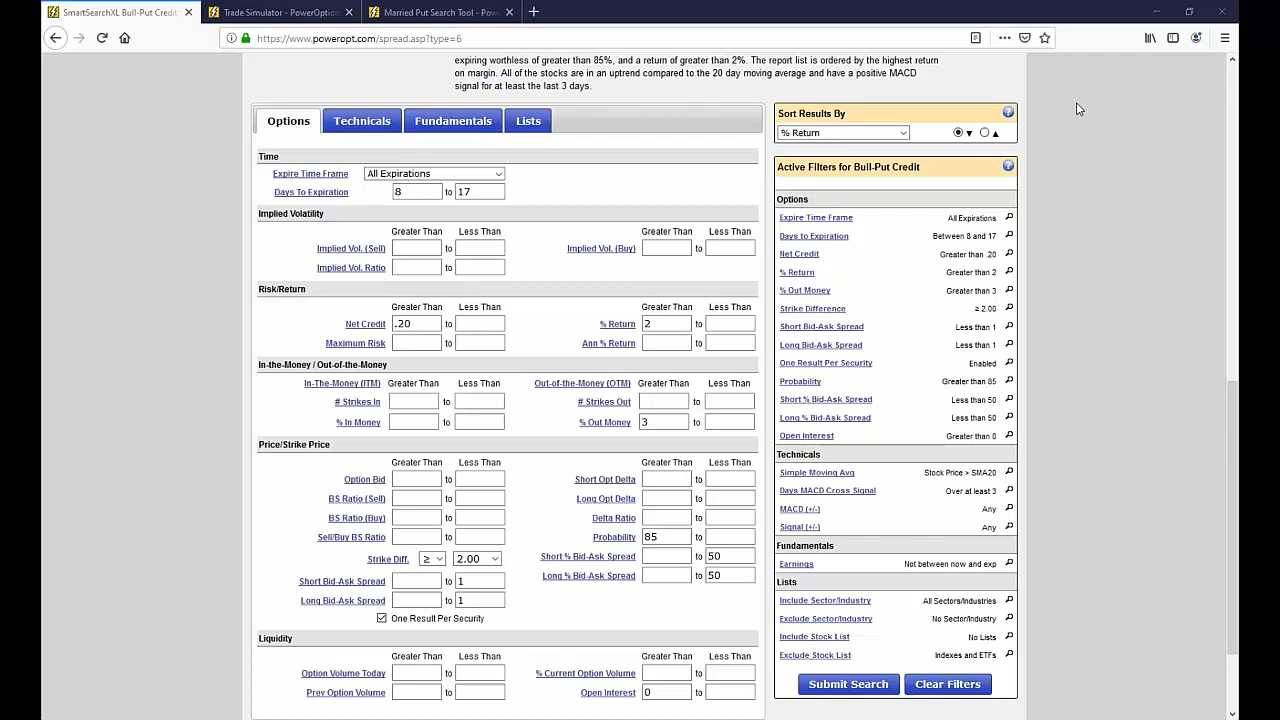 SmartSearchXL Bull-Put Credit
Trade Simulator - PowerOption
Married Put Search Tool - Pow
https://www.poweropt.com/spread.asp?type=6
expiring worthless of greater than 85%, and a return of greater than 2%. The report list is ordered by the highest return
on margin. All of the stocks are in an uptrend compared to the 20 day moving average and have a positive MACD
signal for at least the last 3 days.
Options Technicals Fundamentals Lists
Time
Expire Time Frame All Expirations
Days To Expiration 8 to 17
Implied Volatility
Greater Than Less Than Greater Than Less Than
Implied Vol. (Sell) to Implied Vol. (Buy) to
Implied Vol. Ratio to
Risk/Return
Greater Than Less Than Greater Than Less Than
Net Credit .20 to % Return 2 to
Maximum Risk to Ann % Return to
In-the-Money / Out-of-the-Money
In-The-Money (ITM) Greater Than Less Than Out-of-the-Money (OTM) Greater Than Less Than
# Strikes In to # Strikes Out to
% In Money to % Out Money 3 to
Price/Strike Price
Greater Than Less Than Greater Than Less Than
Option Bid to Short Opt Delta to
BS Ratio (Sell) to Long Opt Delta to
BS Ratio (Buy) to Delta Ratio to
Sell/Buy BS Ratio to Probability 85 to
Strike Diff. ≥ 2.00 Short % Bid-Ask Spread to 50
Short Bid-Ask Spread to 1 Long % Bid-Ask Spread to 50
Long Bid-Ask Spread to 1
One Result Per Security
Liquidity
Greater Than Less Than Greater Than Less Than
Option Volume Today to % Current Option Volume to
Prev Option Volume to Open Interest 0 to
Sort Results By
% Return
Active Filters for Bull-Put Credit
Options
Expire Time Frame All Expirations
Days to Expiration Between 8 and 17
Net Credit Greater than .20
% Return Greater than 2
% Out Money Greater than 3
Strike Difference ≥ 2.00
Short Bid-Ask Spread Less than 1
Long Bid-Ask Spread Less than 1
One Result Per Security Enabled
Probability Greater than 85
Short % Bid-Ask Spread Less than 50
Long % Bid-Ask Spread Less than 50
Open Interest Greater than 0
Technicals
Simple Moving Avg Stock Price > SMA20
Days MACD Cross Signal Over at least 3
MACD (+/-) Any
Signal (+/-) Any
Fundamentals
Earnings Not between now and exp
Lists
Include Sector/Industry All Sectors/Industries
Exclude Sector/Industry No Sector/Industry
Include Stock List No Lists
Exclude Stock List Indexes and ETFs
Submit Search Clear Filters